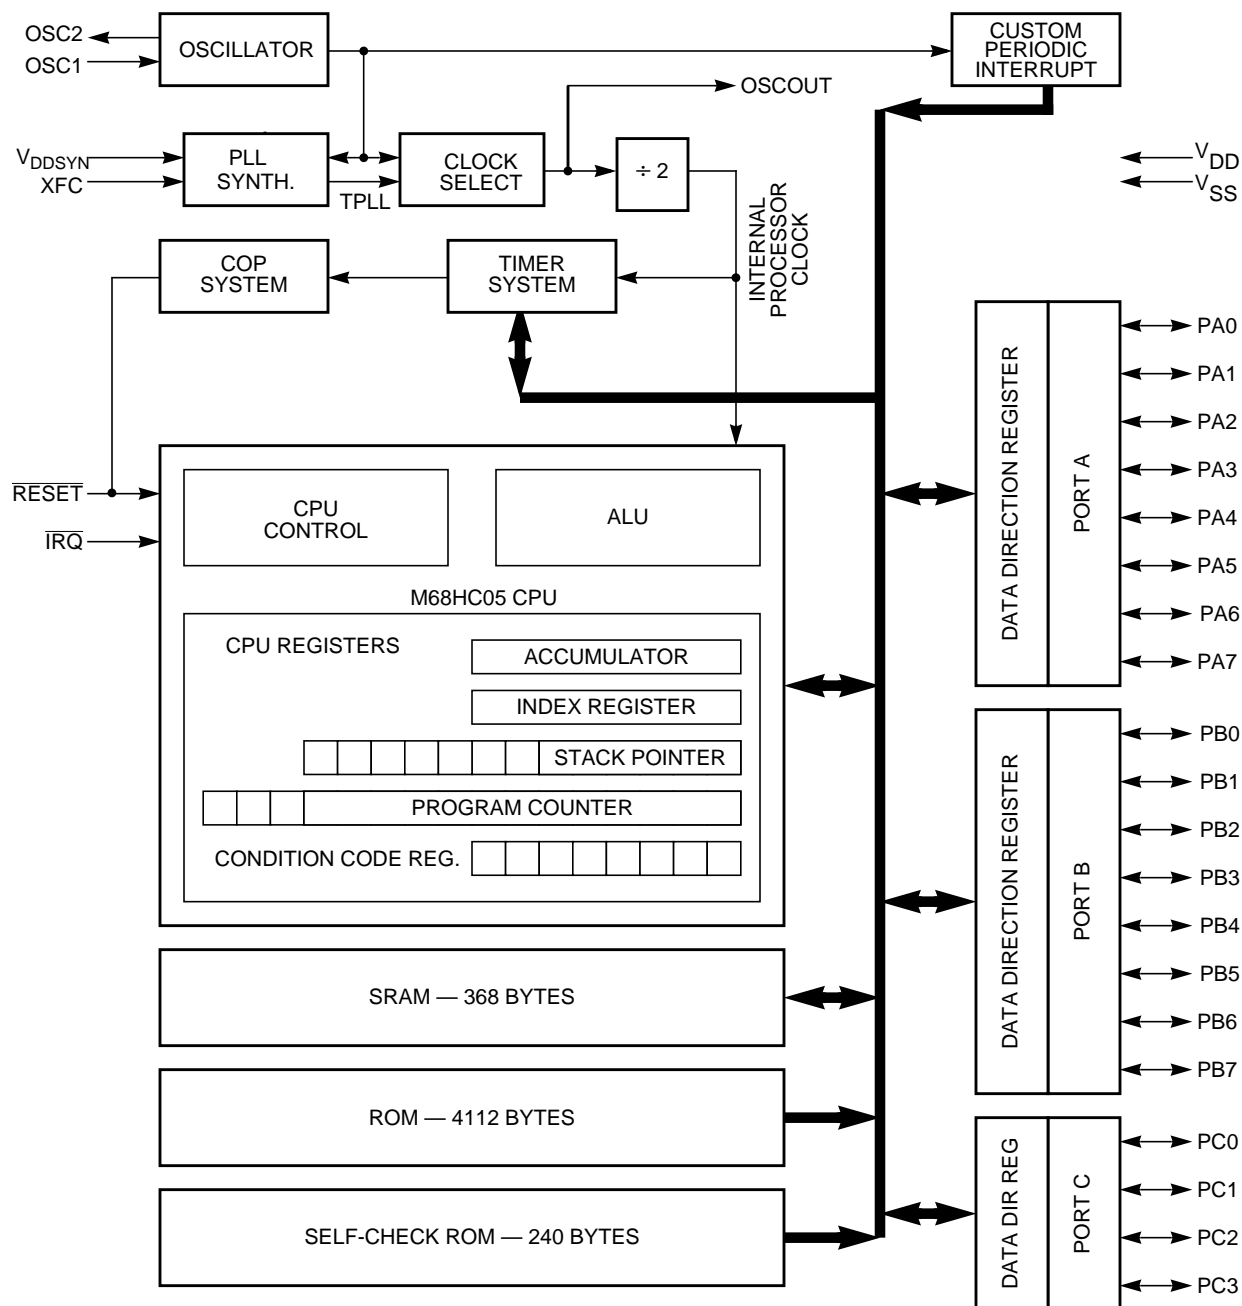 OSC2
OSC1
OSCILLATOR
CUSTOM
PERIODIC
INTERRUPT
OSCOUT
VDDSYN
XFC
PLL
SYNTH.
TPLL
CLOCK
SELECT
÷ 2
VDD
VSS
INTERNAL
PROCESSOR
CLOCK
COP
SYSTEM
TIMER
SYSTEM
RESET
IRQ
CPU
CONTROL
ALU
M68HC05 CPU
CPU REGISTERS
ACCUMULATOR
INDEX REGISTER
STACK POINTER
PROGRAM COUNTER
CONDITION CODE REG.
SRAM — 368 BYTES
ROM — 4112 BYTES
SELF-CHECK ROM — 240 BYTES
DATA DIRECTION REGISTER
PORT A
PA0
PA1
PA2
PA3
PA4
PA5
PA6
PA7
DATA DIRECTION REGISTER
PORT B
PB0
PB1
PB2
PB3
PB4
PB5
PB6
PB7
DATA DIR REG
PORT C
PC0
PC1
PC2
PC3